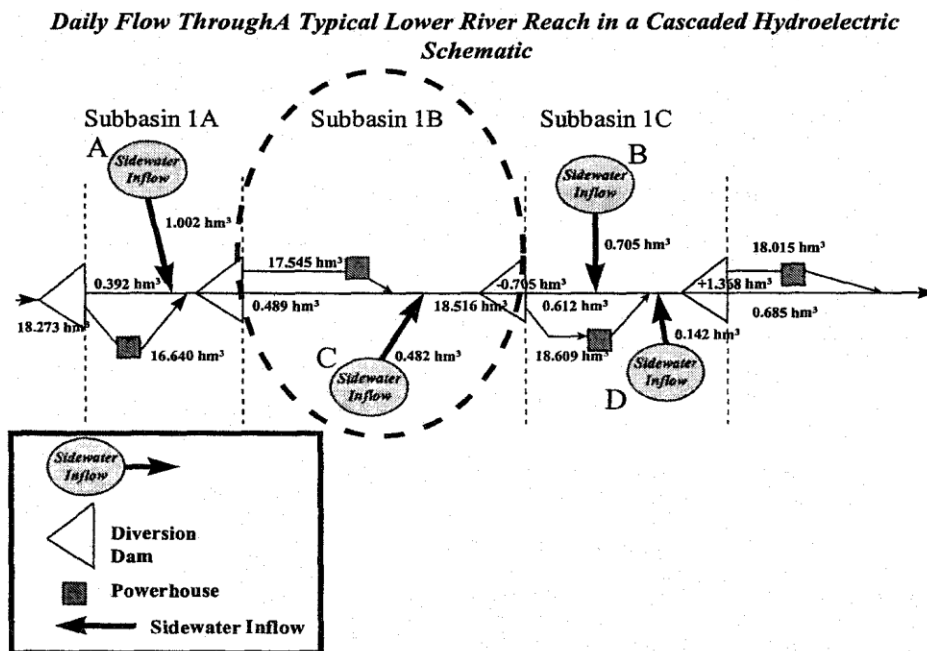 Daily Flow ThroughA Typical Lower River Reach in a Cascaded Hydroelectric
Schematic
Subbasin 1A
Subbasin 1B
Subbasin 1C
A
Sidewater
Inflow
B
Sidewater
Inflow
1.002 hm³
0.705 hm³
17.545 hm³
18.015 hm³
0.392 hm³
-0.705 hm³
+1.368 hm³
18.273 hm³
0.489 hm³
18.516 hm³
0.612 hm³
0.685 hm³
16.640 hm³
0.482 hm³
18.609 hm³
0.142 hm³
C
Sidewater
Inflow
D
Sidewater
Inflow
Sidewater
Inflow
Diversion
Dam
Powerhouse
Sidewater Inflow